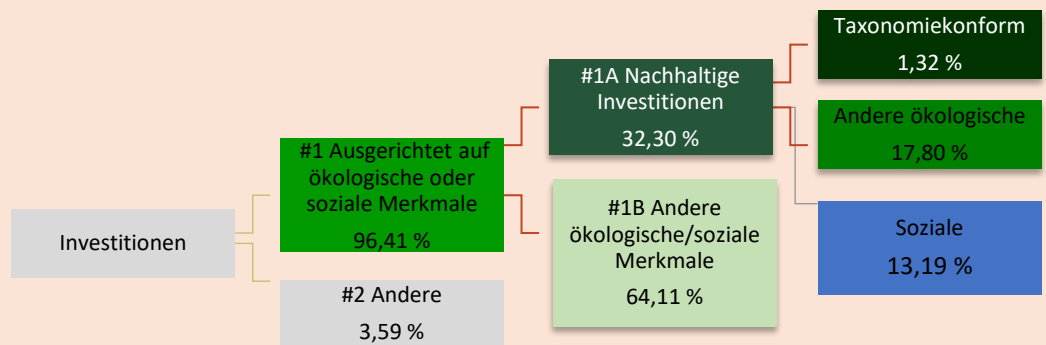 Investitionen
#1 Ausgerichtet auf
ökologische oder
soziale Merkmale
96,41 %
#2 Andere
3,59 %
#1A Nachhaltige
Investitionen
32,30 %
#1B Andere
ökologische/soziale
Merkmale
64,11 %
Taxonomiekonform
1,32 %
Andere ökologische
17,80 %
Soziale
13,19 %